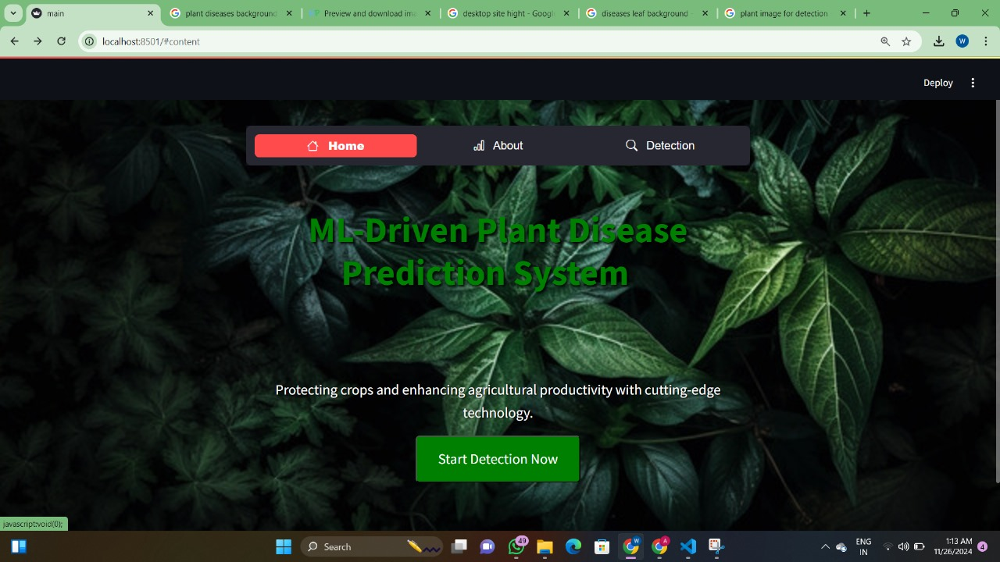 main
plant diseases background
Preview and download ima
desktop site hight - Google
diseases leaf background -
plant image for detection
localhost:8501/#content
W
Deploy
Home
About
Detection
ML-Driven Plant Disease
Prediction System
Protecting crops and enhancing agricultural productivity with cutting-edge
technology.
Start Detection Now
javascript:void(0);
Search
49
W
A
ENG
IN
1:13 AM
11/26/2024
4